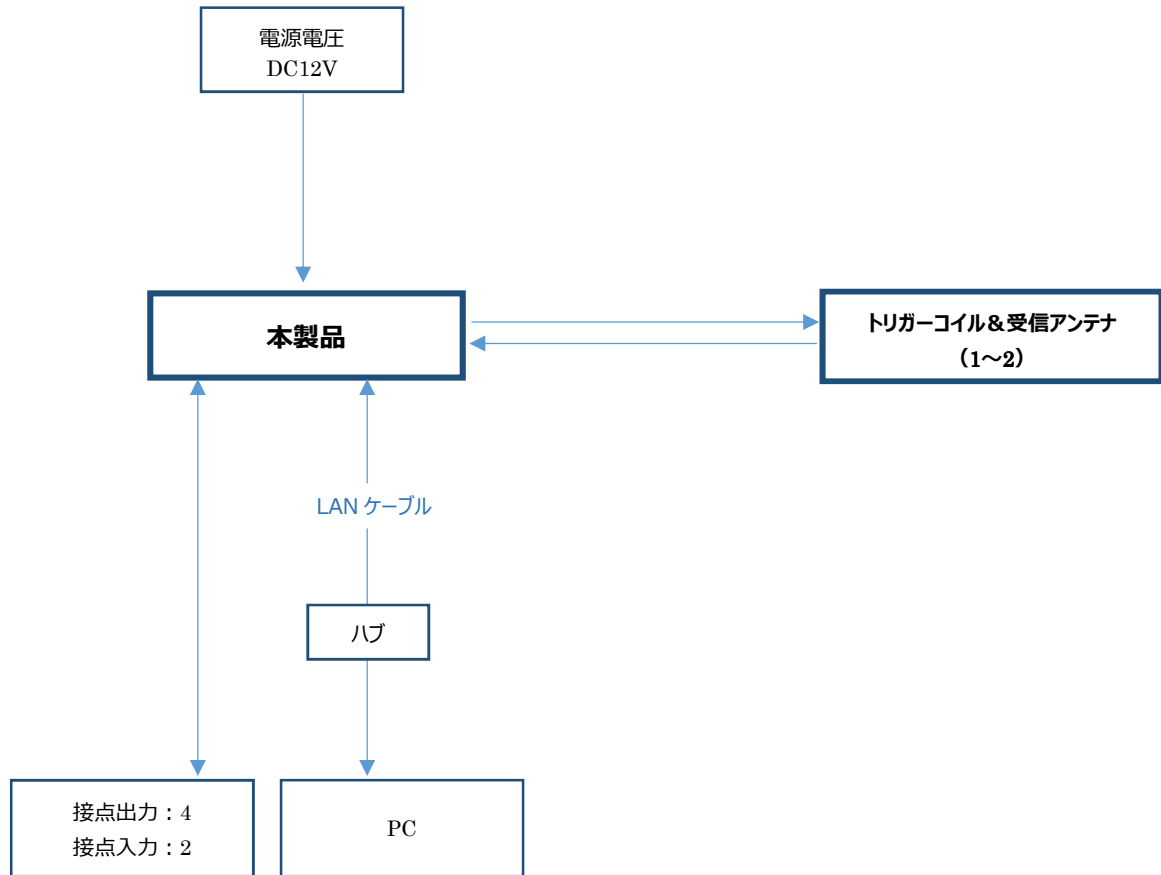 電源電圧
DC12V
本製品
トリガーコイル＆受信アンテナ
（1～2）
LAN ケーブル
ハブ
接点出力：4
接点入力：2
PC